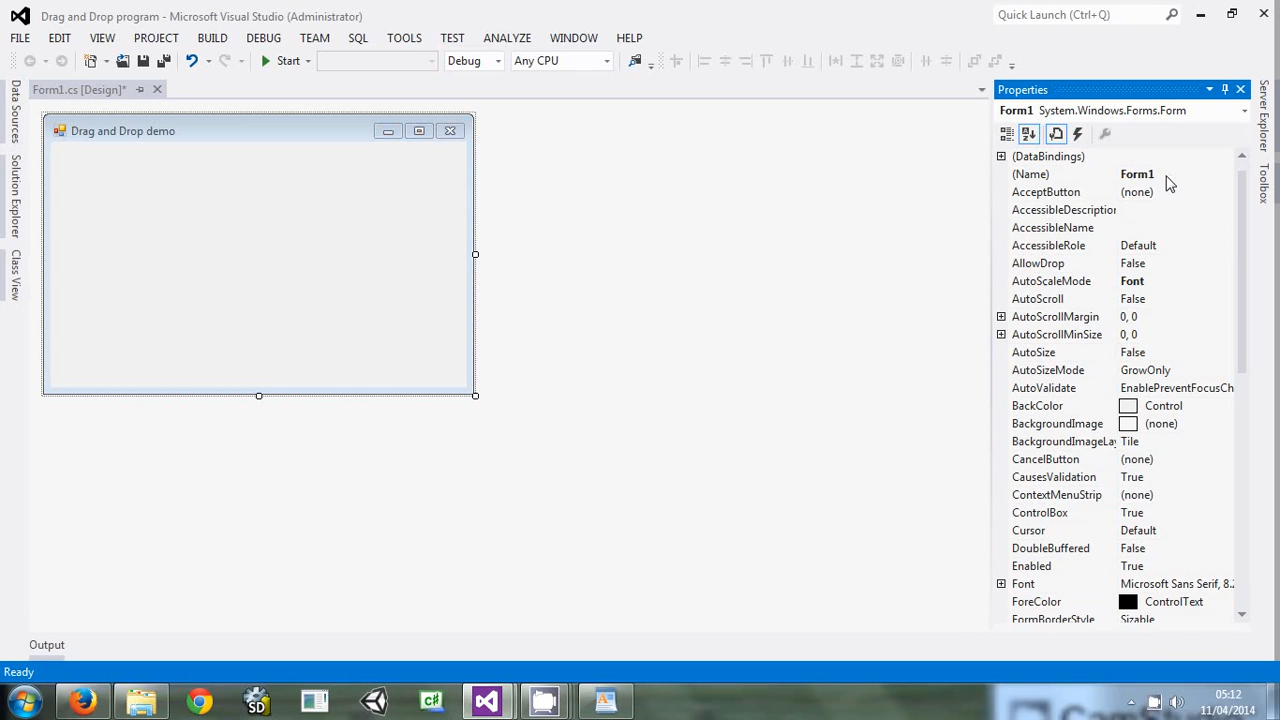 Drag and Drop program - Microsoft Visual Studio (Administrator)
Quick Launch (Ctrl+Q)
FILE EDIT VIEW PROJECT BUILD DEBUG TEAM SQL TOOLS TEST ANALYZE WINDOW HELP
Start Debug Any CPU
Data Sources
Solution Explorer
Class View
Form1.cs [Design]*
Drag and Drop demo
Properties
Form1 System.Windows.Forms.Form
(DataBindings)
(Name) Form1
AcceptButton (none)
AccessibleDescription
AccessibleName
AccessibleRole Default
AllowDrop False
AutoScaleMode Font
AutoScroll False
AutoScrollMargin 0, 0
AutoScrollMinSize 0, 0
AutoSize False
AutoSizeMode GrowOnly
AutoValidate EnablePreventFocusCh
BackColor Control
BackgroundImage (none)
BackgroundImageLay Tile
CancelButton (none)
CausesValidation True
ContextMenuStrip (none)
ControlBox True
Cursor Default
DoubleBuffered False
Enabled True
Font Microsoft Sans Serif, 8.2
ForeColor ControlText
FormBorderStyle Sizable
Server Explorer
Toolbox
Output
Ready
SD
C#
05:12
11/04/2014